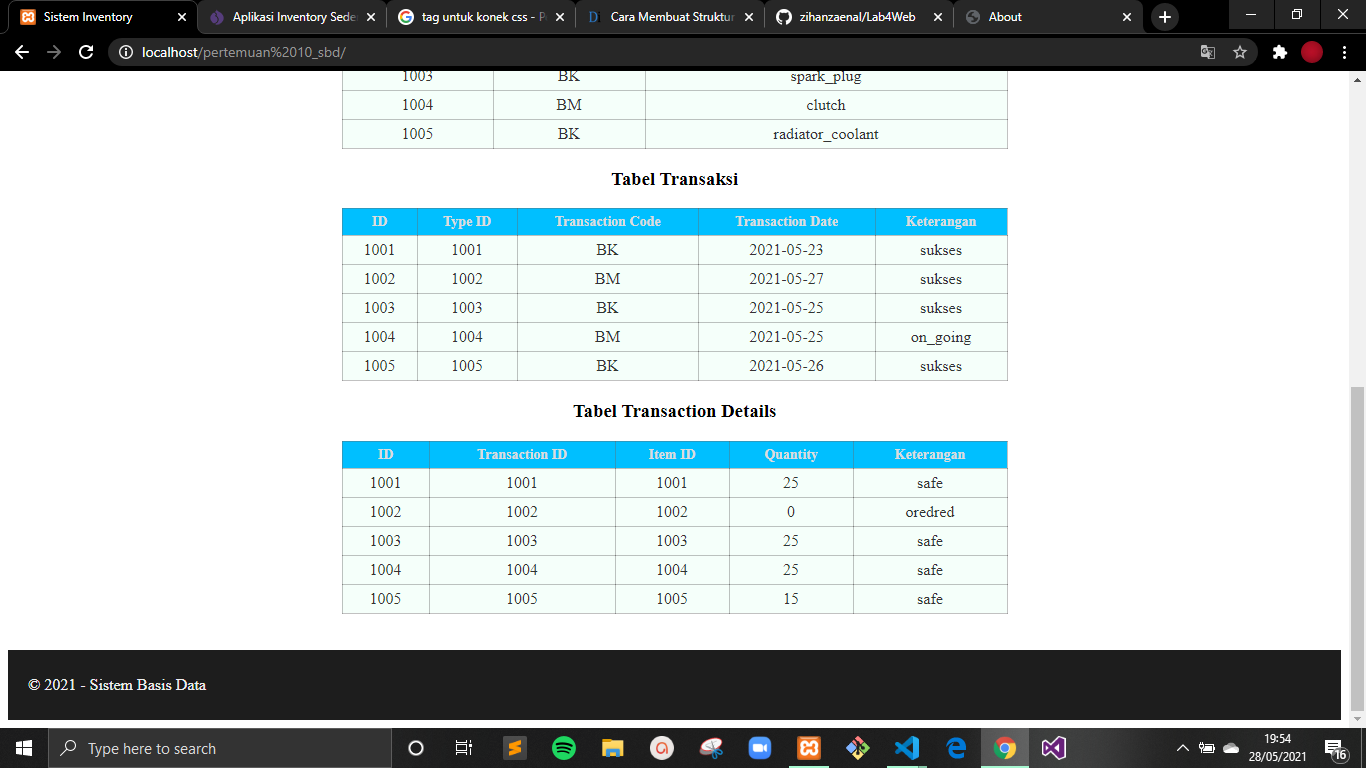 Sistem Inventory
Aplikasi Inventory Sede
tag untuk konek css - P
Cara Membuat Struktur
zihanzaenal/Lab4Web
About
localhost/pertemuan%2010_sbd/
1003 BK spark_plug
1004 BM clutch
1005 BK radiator_coolant
Tabel Transaksi
ID Type ID Transaction Code Transaction Date Keterangan
1001 1001 BK 2021-05-23 sukses
1002 1002 BM 2021-05-27 sukses
1003 1003 BK 2021-05-25 sukses
1004 1004 BM 2021-05-25 on_going
1005 1005 BK 2021-05-26 sukses
Tabel Transaction Details
ID Transaction ID Item ID Quantity Keterangan
1001 1001 1001 25 safe
1002 1002 1002 0 oredred
1003 1003 1003 25 safe
1004 1004 1004 25 safe
1005 1005 1005 15 safe
© 2021 - Sistem Basis Data
Type here to search
19:54
28/05/2021
16